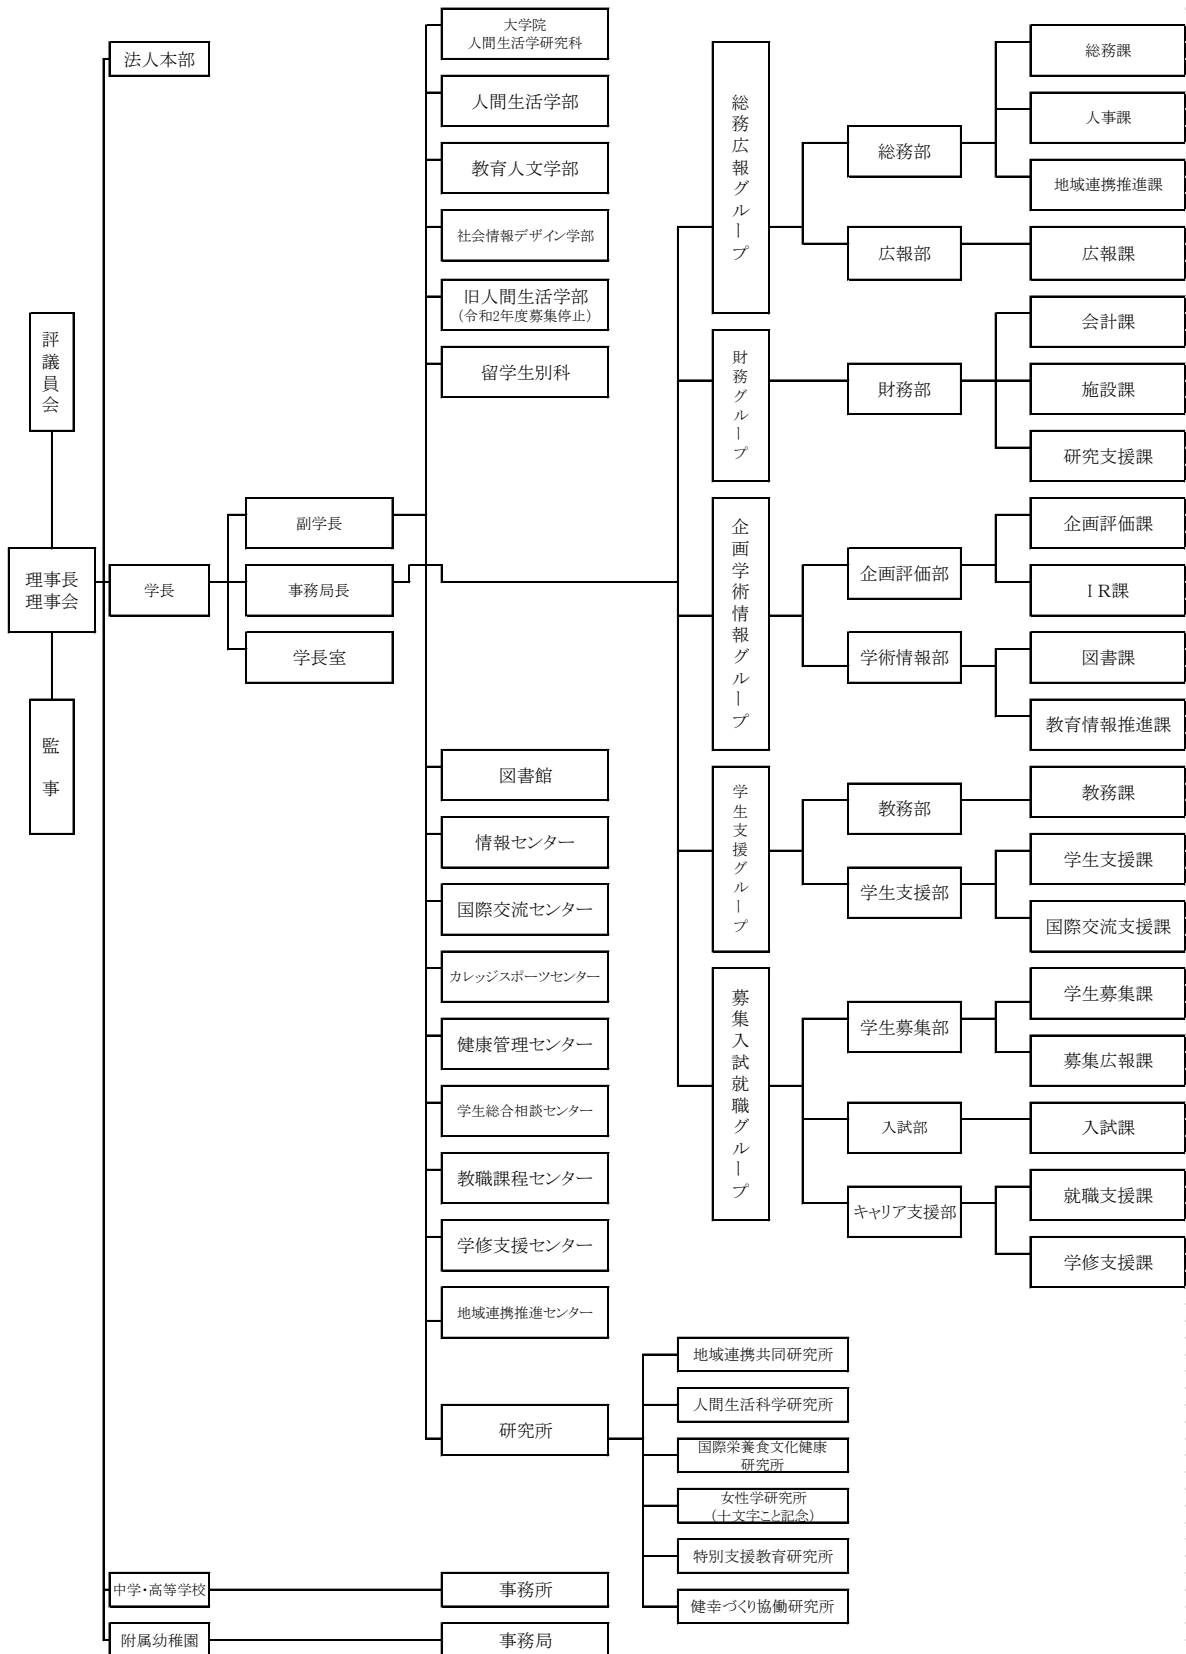 評議員会
理事長
理事会
監事
法人本部
学長
中学・高等学校
附属幼稚園
副学長
事務局長
学長室
大学院
人間生活学研究科
人間生活学部
教育人文学部
社会情報デザイン学部
旧人間生活学部
(令和2年度募集停止)
留学生別科
図書館
情報センター
国際交流センター
カレッジスポーツセンター
健康管理センター
学生総合相談センター
教職課程センター
学修支援センター
地域連携推進センター
研究所
事務所
事務局
地域連携共同研究所
人間生活科学研究所
国際栄養食文化健康
研究所
女性学研究所
(十文字こと記念)
特別支援教育研究所
健幸づくり協働研究所
総務広報グループ
財務グループ
企画学術情報グループ
学生支援グループ
募集入試就職グループ
総務部
広報部
財務部
企画評価部
学術情報部
教務部
学生支援部
学生募集部
入試部
キャリア支援部
総務課
人事課
地域連携推進課
広報課
会計課
施設課
研究支援課
企画評価課
IR課
図書課
教育情報推進課
教務課
学生支援課
国際交流支援課
学生募集課
募集広報課
入試課
就職支援課
学修支援課